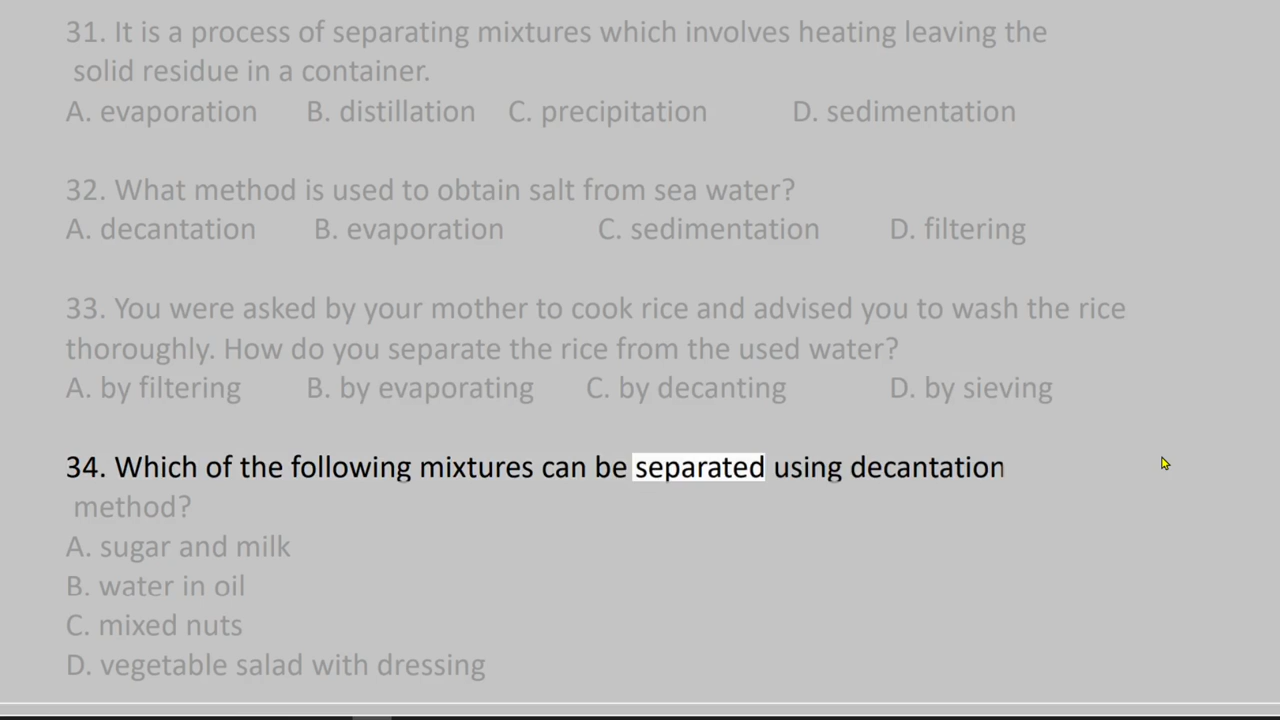 31. It is a process of separating mixtures which involves heating leaving the
solid residue in a container.
A. evaporation B. distillation C. precipitation D. sedimentation
32. What method is used to obtain salt from sea water?
A. decantation B. evaporation C. sedimentation D. filtering
33. You were asked by your mother to cook rice and advised you to wash the rice
thoroughly. How do you separate the rice from the used water?
A. by filtering B. by evaporating C. by decanting D. by sieving
34. Which of the following mixtures can be separated using decantation
method?
A. sugar and milk
B. water in oil
C. mixed nuts
D. vegetable salad with dressing